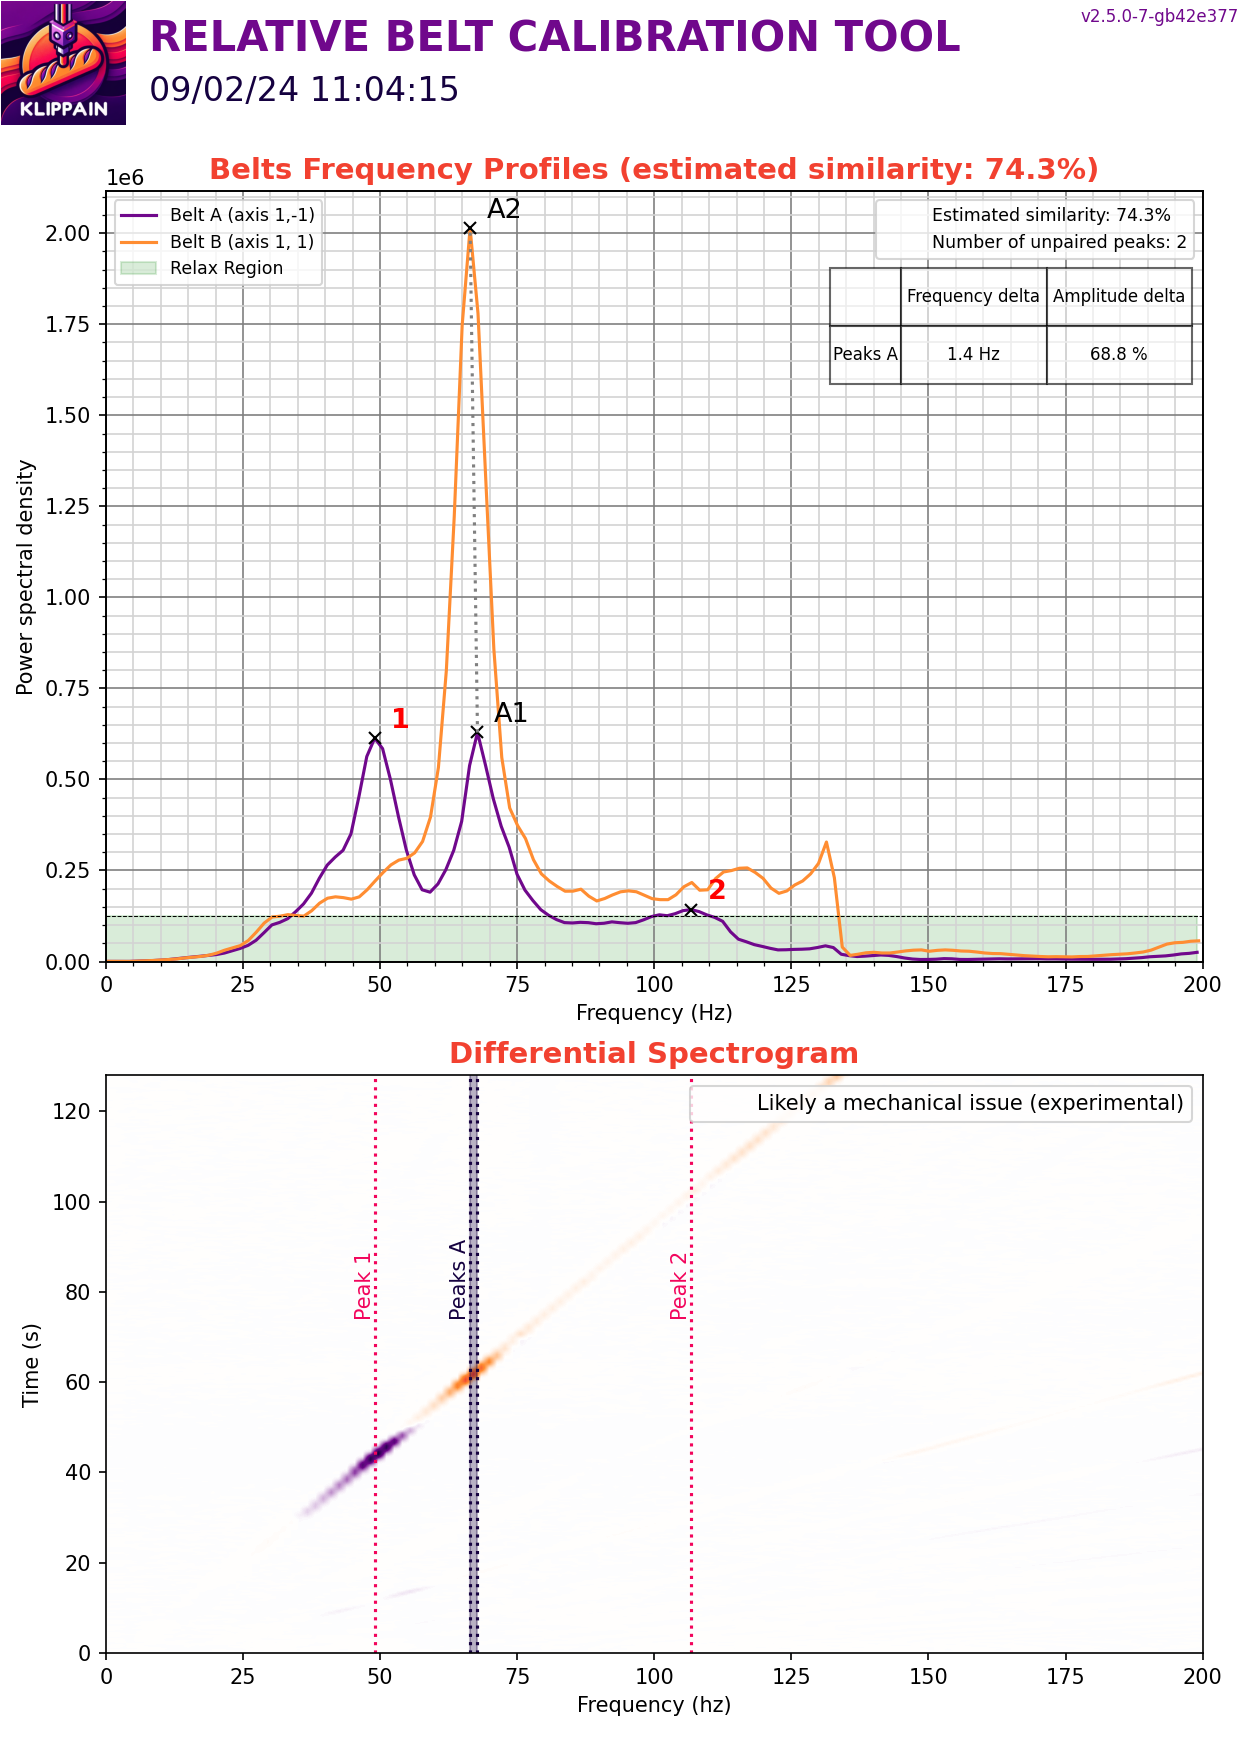 v2.5.0-7-gb42e377
RELATIVE BELT CALIBRATION TOOL
09/02/24 11:04:15
KLIPPAIN
Belts Frequency Profiles (estimated similarity: 74.3%)
1e6
Belt A (axis 1,-1)
Belt B (axis 1, 1)
Relax Region
Estimated similarity: 74.3%
Number of unpaired peaks: 2
Frequency delta Amplitude delta
Peaks A 1.4 Hz 68.8 %
A2
A1
1
2
Power spectral density
2.00
1.75
1.50
1.25
1.00
0.75
0.50
0.25
0.00
0 25 50 75 100 125 150 175 200
Frequency (Hz)
Differential Spectrogram
Likely a mechanical issue (experimental)
Peak 1
Peaks A
Peak 2
Time (s)
120
100
80
60
40
20
0
0 25 50 75 100 125 150 175 200
Frequency (hz)